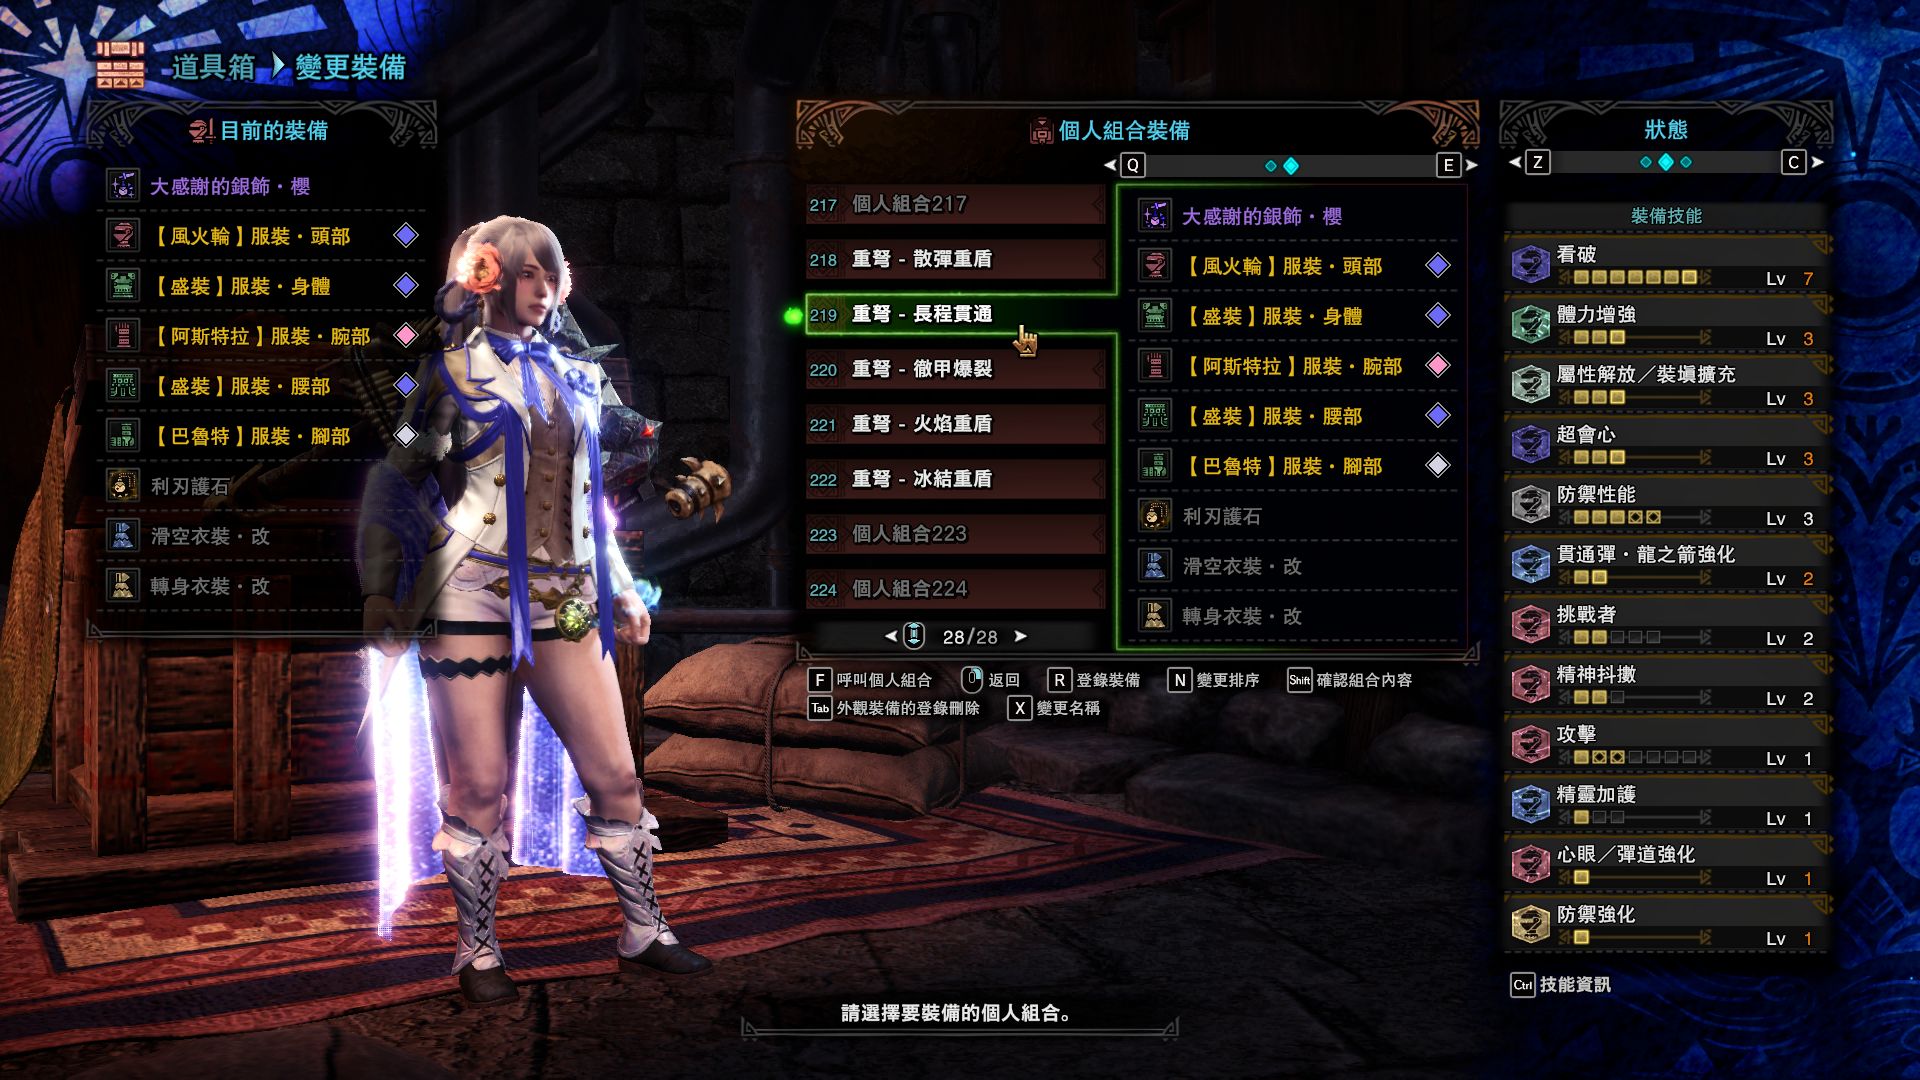 道具箱 變更裝備
目前的裝備
大感謝的銀飾・櫻
【風火輪】服裝・頭部
【盛裝】服裝・身體
【阿斯特拉】服裝・腕部
【盛裝】服裝・腰部
【巴魯特】服裝・腳部
利刃護石
滑空衣裝・改
轉身衣裝・改
個人組合裝備
Q E
217 個人組合217
218 重弩 - 散彈重盾
219 重弩 - 長程貫通
220 重弩 - 徹甲爆裂
221 重弩 - 火焰重盾
222 重弩 - 冰結重盾
223 個人組合223
224 個人組合224
28/28
大感謝的銀飾・櫻
【風火輪】服裝・頭部
【盛裝】服裝・身體
【阿斯特拉】服裝・腕部
【盛裝】服裝・腰部
【巴魯特】服裝・腳部
利刃護石
滑空衣裝・改
轉身衣裝・改
F 呼叫個人組合 返回 R 登錄裝備 N 變更排序 Shift 確認組合內容
Tab 外觀裝備的登錄刪除 X 變更名稱
狀態
Z C
裝備技能
看破
Lv 7
體力增強
Lv 3
屬性解放／裝填擴充
Lv 3
超會心
Lv 3
防禦性能
Lv 3
貫通彈・龍之箭強化
Lv 2
挑戰者
Lv 2
精神抖擻
Lv 2
攻擊
Lv 1
精靈加護
Lv 1
心眼／彈道強化
Lv 1
防禦強化
Lv 1
Ctrl 技能資訊
請選擇要裝備的個人組合。